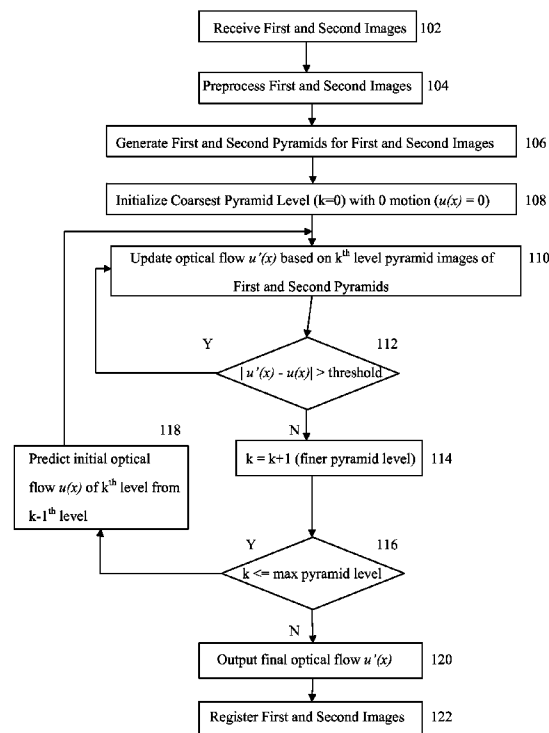 Receive First and Second Images
102
Preprocess First and Second Images
104
Generate First and Second Pyramids for First and Second Images
106
Initialize Coarsest Pyramid Level (k=0) with 0 motion (u(x) = 0)
108
Update optical flow u'(x) based on kth level pyramid images of
First and Second Pyramids
110
112
Y
| u'(x) - u(x)| > threshold
N
118
Predict initial optical
flow u(x) of kth level from
k-1th level
k = k+1 (finer pyramid level)
114
116
Y
k <= max pyramid level
N
Output final optical flow u'(x)
120
Register First and Second Images
122